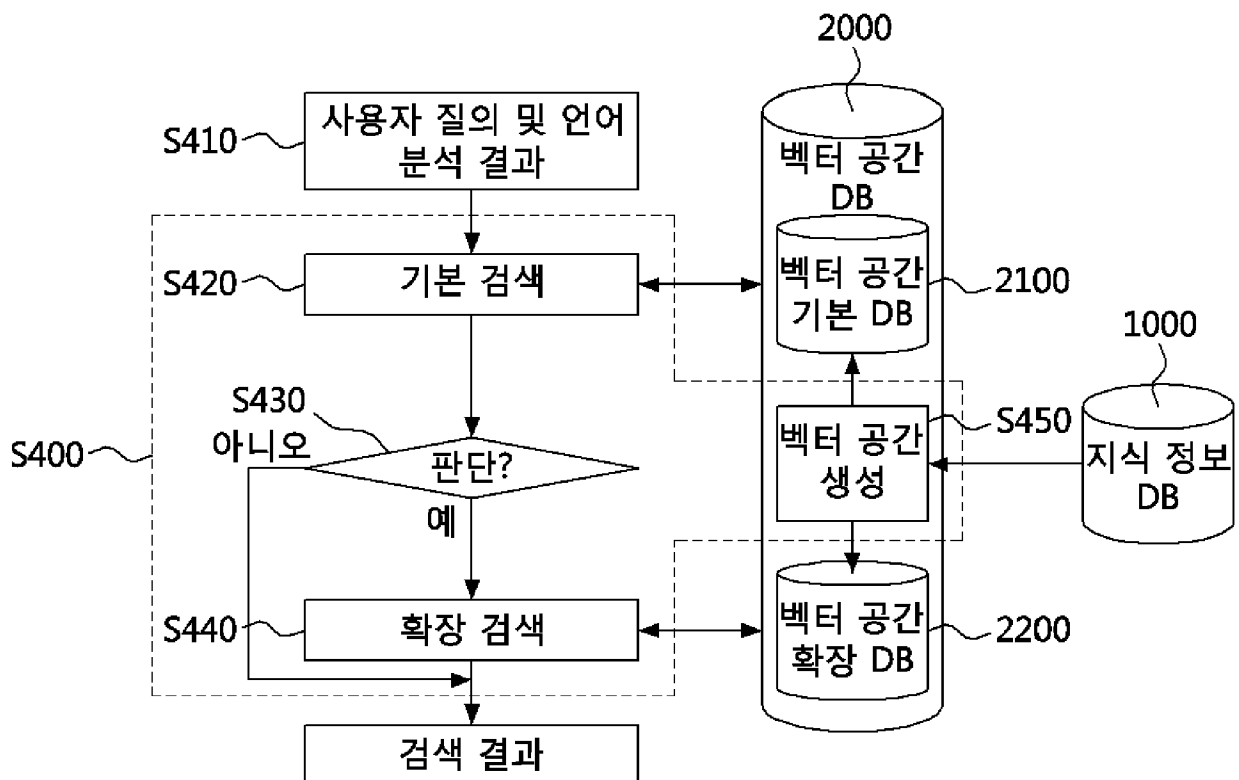 2000
S410
사용자 질의 및 언어
분석 결과
벡터 공간
DB
S420
기본 검색
벡터 공간
기본 DB
2100
1000
S430
아니오
판단?
예
S400
벡터 공간
생성
S450
지식 정보
DB
S440
확장 검색
벡터 공간
확장 DB
2200
검색 결과